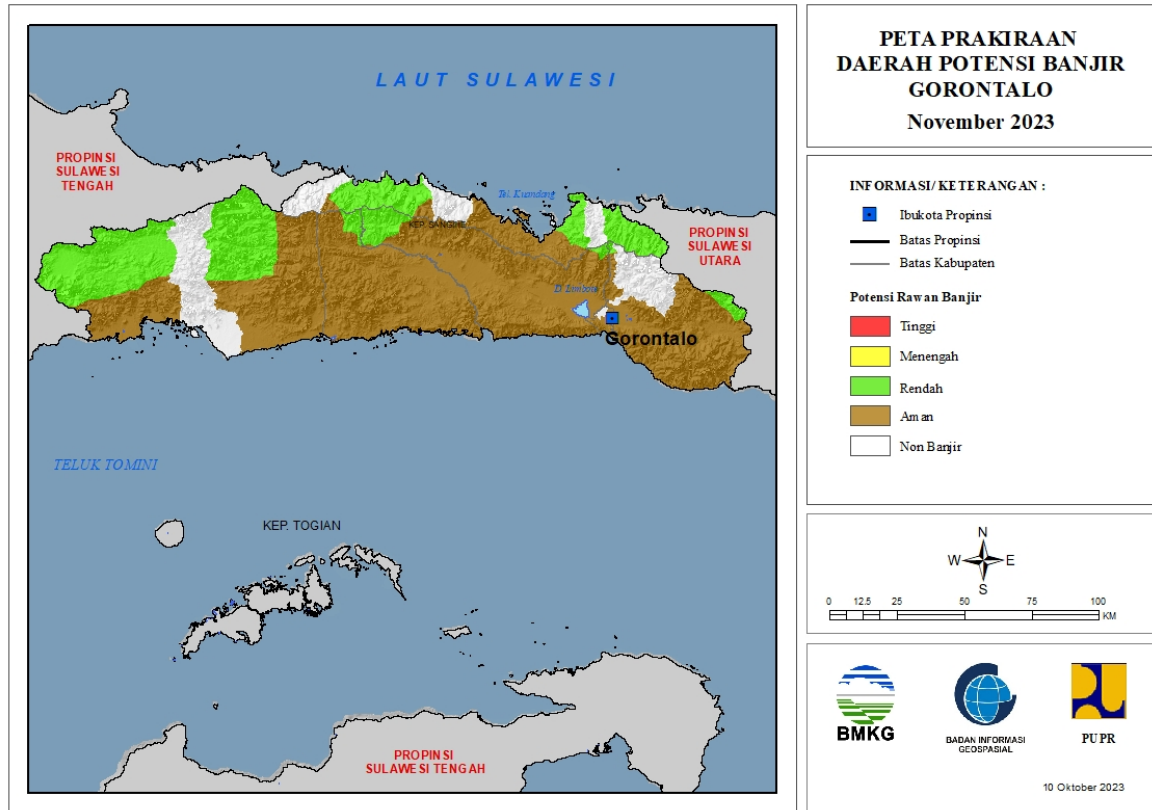 LAUT SULAWESI
PROPINSI
SULAWESI
TENGAH
Tel. Kuandang
KEP. SANGIHE
PROPINSI
SULAWESI
UTARA
D. Limboto
Gorontalo
TELUK TOMINI
KEP. TOGIAN
PROPINSI
SULAWESI TENGAH
PETA PRAKIRAAN
DAERAH POTENSI BANJIR
GORONTALO
November 2023
INFORMASI/ KETERANGAN :
Ibukota Propinsi
Batas Propinsi
Batas Kabupaten
Potensi Rawan Banjir
Tinggi
Menengah
Rendah
Aman
Non Banjir
N
W E
S
0 12.5 25 50 75 100
KM
BMKG
BADAN INFORMASI
GEOSPASIAL
PUPR
10 Oktober 2023